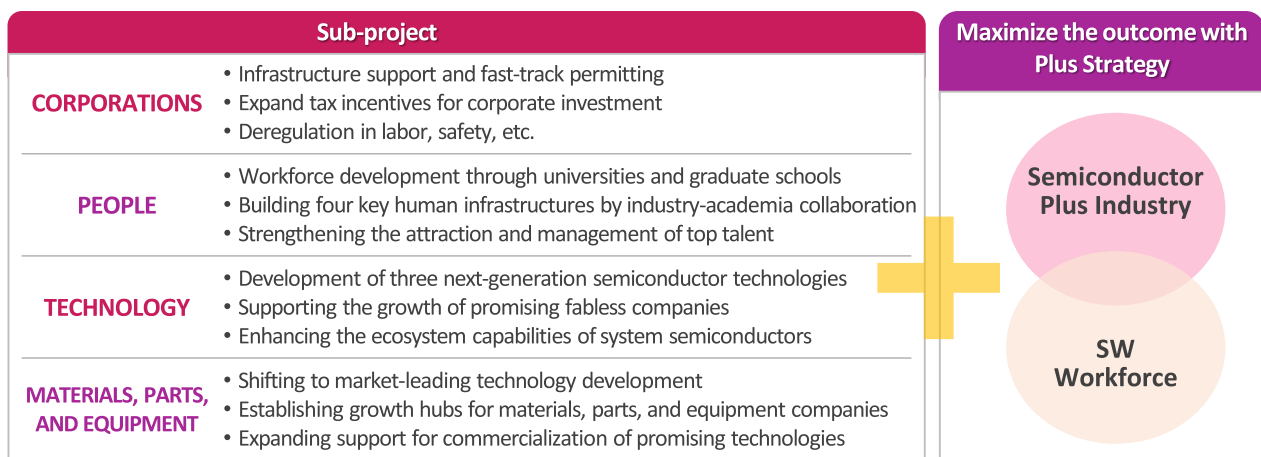 Sub-project
CORPORATIONS
• Infrastructure support and fast-track permitting
• Expand tax incentives for corporate investment
• Deregulation in labor, safety, etc.
PEOPLE
• Workforce development through universities and graduate schools
• Building four key human infrastructures by industry-academia collaboration
• Strengthening the attraction and management of top talent
TECHNOLOGY
• Development of three next-generation semiconductor technologies
• Supporting the growth of promising fabless companies
• Enhancing the ecosystem capabilities of system semiconductors
MATERIALS, PARTS,
AND EQUIPMENT
• Shifting to market-leading technology development
• Establishing growth hubs for materials, parts, and equipment companies
• Expanding support for commercialization of promising technologies
Maximize the outcome with
Plus Strategy
Semiconductor
Plus Industry
SW
Workforce